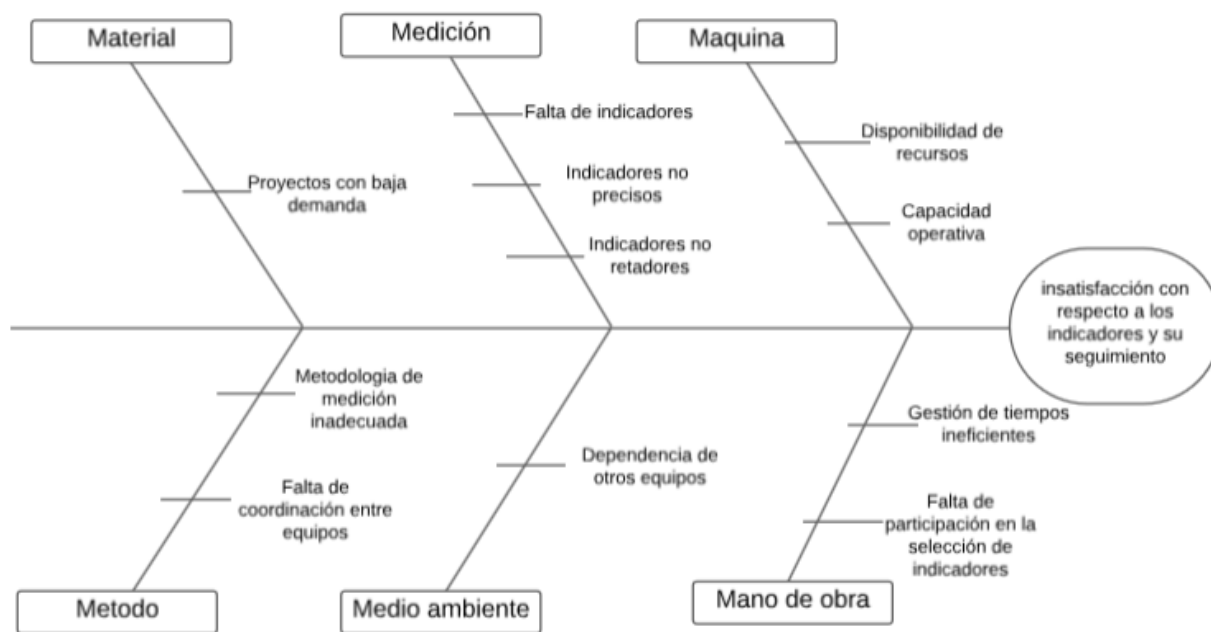 Material
Medición
Maquina
Falta de indicadores
Disponibilidad de
recursos
Proyectos con baja
demanda
Indicadores no
precisos
Capacidad
operativa
Indicadores no
retadores
insatisfacción con
respecto a los
indicadores y su
seguimiento
Metodologia de
medición
inadecuada
Gestión de tiempos
ineficientes
Dependencia de
otros equipos
Falta de
coordinación entre
equipos
Falta de
participación en la
selección de
indicadores
Metodo
Medio ambiente
Mano de obra